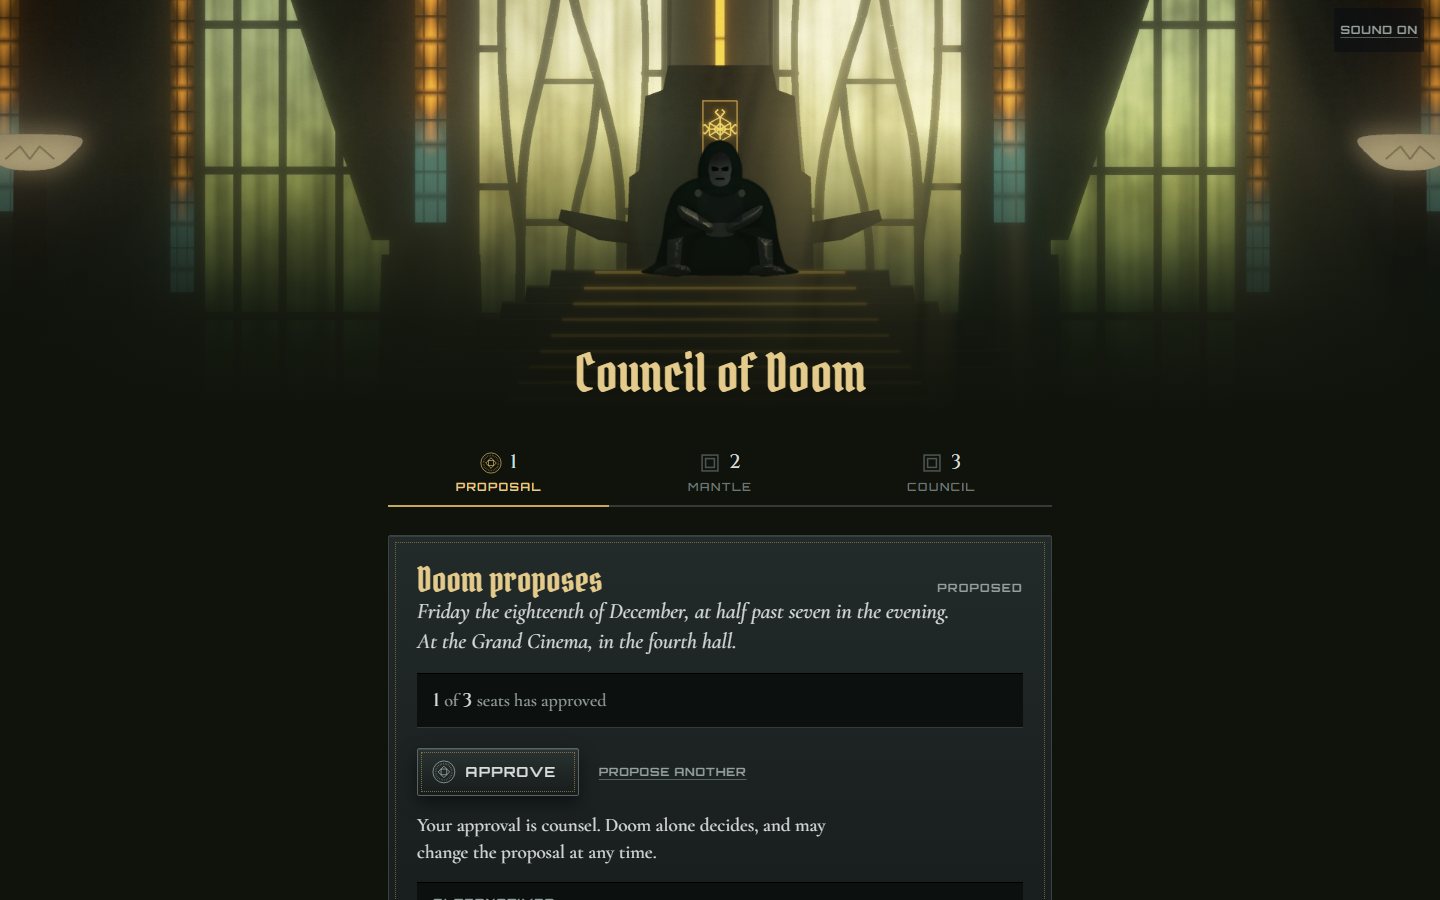 SOUND ON
Council of Doom
1
PROPOSAL
2
MANTLE
3
COUNCIL
Doom proposes
PROPOSED
Friday the eighteenth of December, at half past seven in the evening.
At the Grand Cinema, in the fourth hall.
1 of 3 seats has approved
APPROVE
PROPOSE ANOTHER
Your approval is counsel. Doom alone decides, and may
change the proposal at any time.